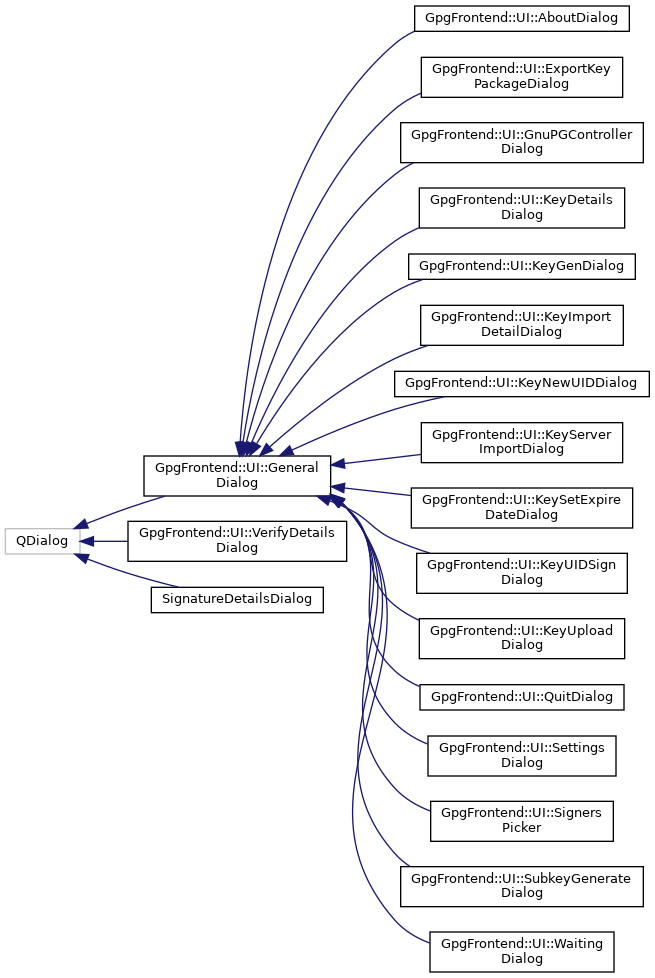 GpgFrontend::UI::AboutDialog
GpgFrontend::UI::ExportKey
PackageDialog
GpgFrontend::UI::GnuPGController
Dialog
GpgFrontend::UI::KeyDetails
Dialog
GpgFrontend::UI::KeyGenDialog
GpgFrontend::UI::KeyImport
DetailDialog
GpgFrontend::UI::KeyNewUIDDialog
GpgFrontend::UI::KeyServer
ImportDialog
GpgFrontend::UI::General
Dialog
GpgFrontend::UI::KeySetExpire
DateDialog
QDialog
GpgFrontend::UI::VerifyDetails
Dialog
GpgFrontend::UI::KeyUIDSign
Dialog
SignatureDetailsDialog
GpgFrontend::UI::KeyUpload
Dialog
GpgFrontend::UI::QuitDialog
GpgFrontend::UI::Settings
Dialog
GpgFrontend::UI::Signers
Picker
GpgFrontend::UI::SubkeyGenerate
Dialog
GpgFrontend::UI::Waiting
Dialog